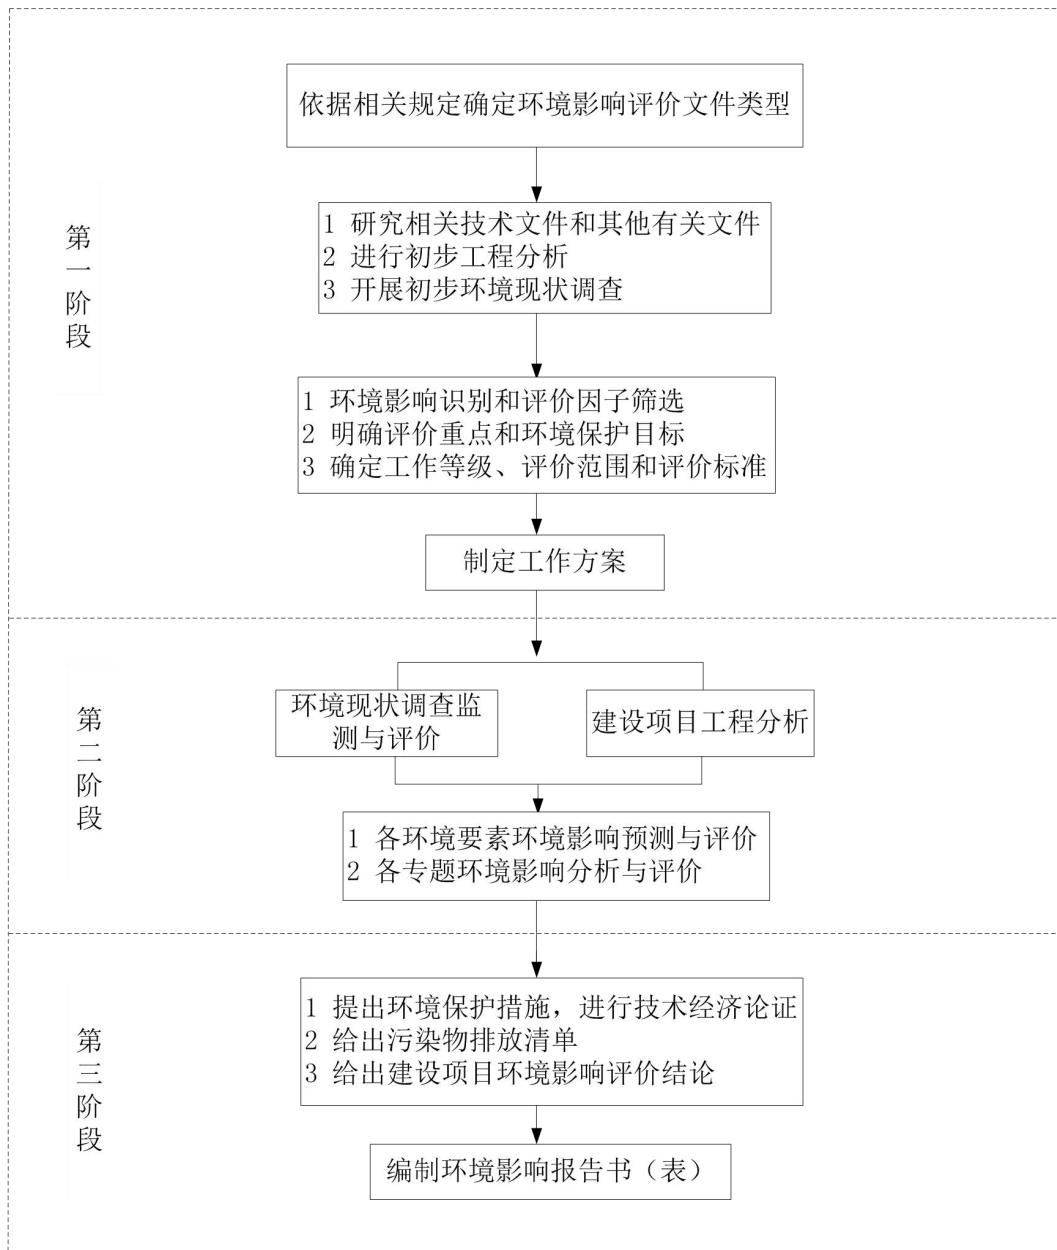 依据相关规定确定环境影响评价文件类型
第一阶段
1 研究相关技术文件和其他有关文件
2 进行初步工程分析
3 开展初步环境现状调查
1 环境影响识别和评价因子筛选
2 明确评价重点和环境保护目标
3 确定工作等级、评价范围和评价标准
制定工作方案
第二阶段
环境现状调查监
测与评价
建设项目工程分析
1 各环境要素环境影响预测与评价
2 各专题环境影响分析与评价
第三阶段
1 提出环境保护措施，进行技术经济论证
2 给出污染物排放清单
3 给出建设项目环境影响评价结论
编制环境影响报告书（表）